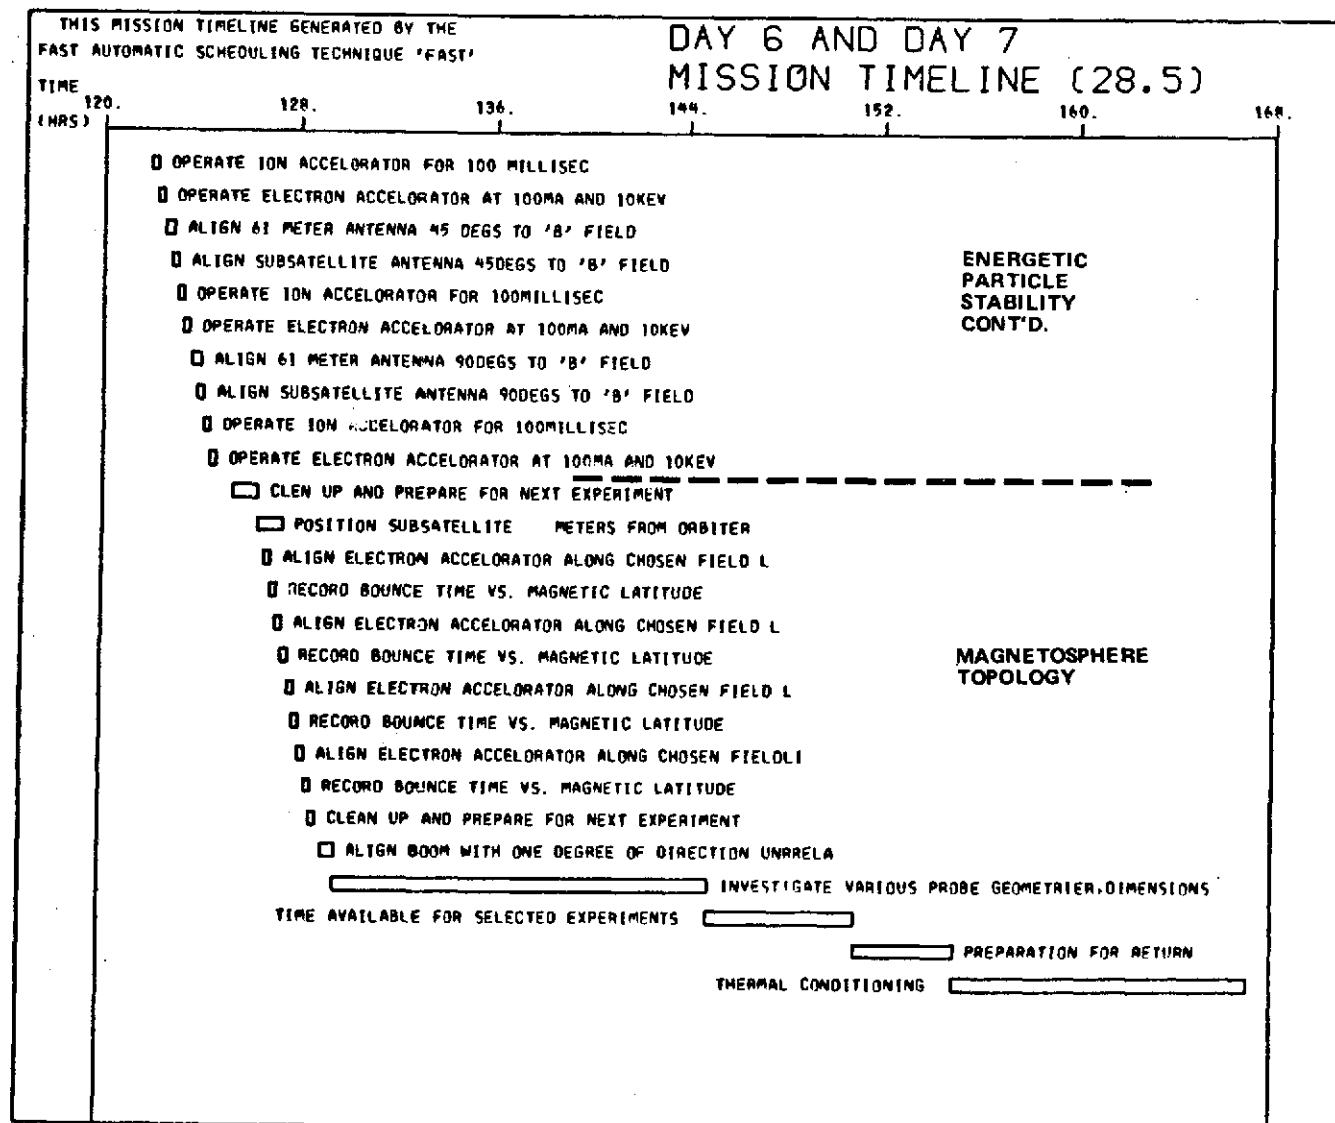 THIS MISSION TIMELINE GENERATED BY THE
FAST AUTOMATIC SCHEDULING TECHNIQUE 'FAST'
DAY 6 AND DAY 7
MISSION TIMELINE (28.5)
TIME
(HRS)
120. 128. 136. 144. 152. 160. 168.
OPERATE ION ACCELORATOR FOR 100 MILLISEC
OPERATE ELECTRON ACCELORATOR AT 100MA AND 10KEV
ALIGN 61 METER ANTENNA 45 DEGS TO 'B' FIELD
ALIGN SUBSATELLITE ANTENNA 45DEGS TO 'B' FIELD
OPERATE ION ACCELORATOR FOR 100MILLISEC
OPERATE ELECTRON ACCELORATOR AT 100MA AND 10KEV
ALIGN 61 METER ANTENNA 90DEGS TO 'B' FIELD
ALIGN SUBSATELLITE ANTENNA 90DEGS TO 'B' FIELD
OPERATE ION ACCELORATOR FOR 100MILLISEC
OPERATE ELECTRON ACCELORATOR AT 100MA AND 10KEV
ENERGETIC
PARTICLE
STABILITY
CONT'D.
CLEN UP AND PREPARE FOR NEXT EXPERIMENT
POSITION SUBSATELLITE METERS FROM ORBITER
ALIGN ELECTRON ACCELORATOR ALONG CHOSEN FIELD L
RECORD BOUNCE TIME VS. MAGNETIC LATITUDE
ALIGN ELECTRON ACCELORATOR ALONG CHOSEN FIELD L
RECORD BOUNCE TIME VS. MAGNETIC LATITUDE
ALIGN ELECTRON ACCELORATOR ALONG CHOSEN FIELD L
RECORD BOUNCE TIME VS. MAGNETIC LATITUDE
ALIGN ELECTRON ACCELORATOR ALONG CHOSEN FIELDLI
RECORD BOUNCE TIME VS. MAGNETIC LATITUDE
CLEAN UP AND PREPARE FOR NEXT EXPERIMENT
MAGNETOSPHERE
TOPOLOGY
ALIGN BOOM WITH ONE DEGREE OF DIRECTION UNRRELA
INVESTIGATE VARIOUS PROBE GEOMETRIER,DIMENSIONS
TIME AVAILABLE FOR SELECTED EXPERIMENTS
PREPARATION FOR RETURN
THERMAL CONDITIONING